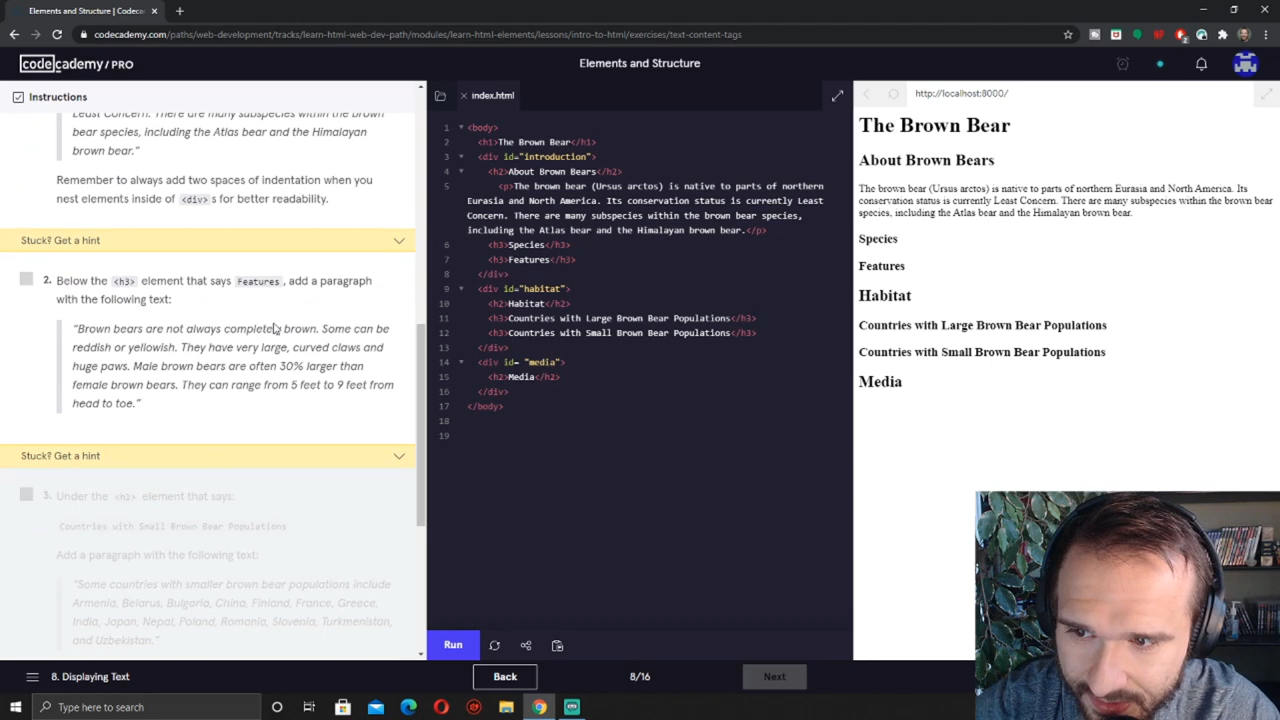 Elements and Structure | Codeca
codecademy.com/paths/web-development/tracks/learn-html-web-dev-path/modules/learn-html-elements/lessons/intro-to-html/exercises/text-content-tags
codecademy / PRO
Elements and Structure
Instructions
Least Concern. There are many subspecies within the brown
bear species, including the Atlas bear and the Himalayan
brown bear.”
Remember to always add two spaces of indentation when you
nest elements inside of <div> s for better readability.
Stuck? Get a hint
2. Below the <h3> element that says Features, add a paragraph
with the following text:
“Brown bears are not always completely brown. Some can be
reddish or yellowish. They have very large, curved claws and
huge paws. Male brown bears are often 30% larger than
female brown bears. They can range from 5 feet to 9 feet from
head to toe.”
Stuck? Get a hint
3. Under the <h3> element that says:
Countries with Small Brown Bear Populations
Add a paragraph with the following text:
“Some countries with smaller brown bear populations include
Armenia, Belarus, Bulgaria, China, Finland, France, Greece,
India, Japan, Nepal, Poland, Romania, Slovenia, Turkmenistan,
and Uzbekistan.”
index.html
1 <body>
2 <h1>The Brown Bear</h1>
3 <div id="introduction">
4 <h2>About Brown Bears</h2>
5 <p>The brown bear (Ursus arctos) is native to parts of northern
Eurasia and North America. Its conservation status is currently Least
Concern. There are many subspecies within the brown bear species,
including the Atlas bear and the Himalayan brown bear.</p>
6 <h3>Species</h3>
7 <h3>Features</h3>
8 </div>
9 <div id="habitat">
10 <h2>Habitat</h2>
11 <h3>Countries with Large Brown Bear Populations</h3>
12 <h3>Countries with Small Brown Bear Populations</h3>
13 </div>
14 <div id= "media">
15 <h2>Media</h2>
16 </div>
17 </body>
18
19
Run
http://localhost:8000/
The Brown Bear
About Brown Bears
The brown bear (Ursus arctos) is native to parts of northern Eurasia and North America. Its
conservation status is currently Least Concern. There are many subspecies within the brown bear
species, including the Atlas bear and the Himalayan brown bear.
Species
Features
Habitat
Countries with Large Brown Bear Populations
Countries with Small Brown Bear Populations
Media
8. Displaying Text
Back
8/16
Next
Type here to search